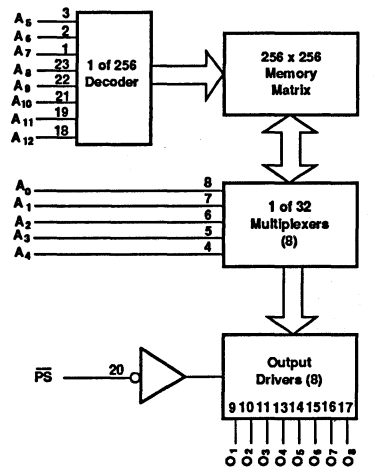 A5 3
A6 2
A7 1
A8 23
A9 22
A10 21
A11 19
A12 18
1 of 256
Decoder
256 x 256
Memory
Matrix
A0 8
A1 7
A2 6
A3 5
A4 4
1 of 32
Multiplexers
(8)
P̅S̅ 20
Output
Drivers (8)
9 10 11 13 14 15 16 17
O1 O2 O3 O4 O5 O6 O7 O8